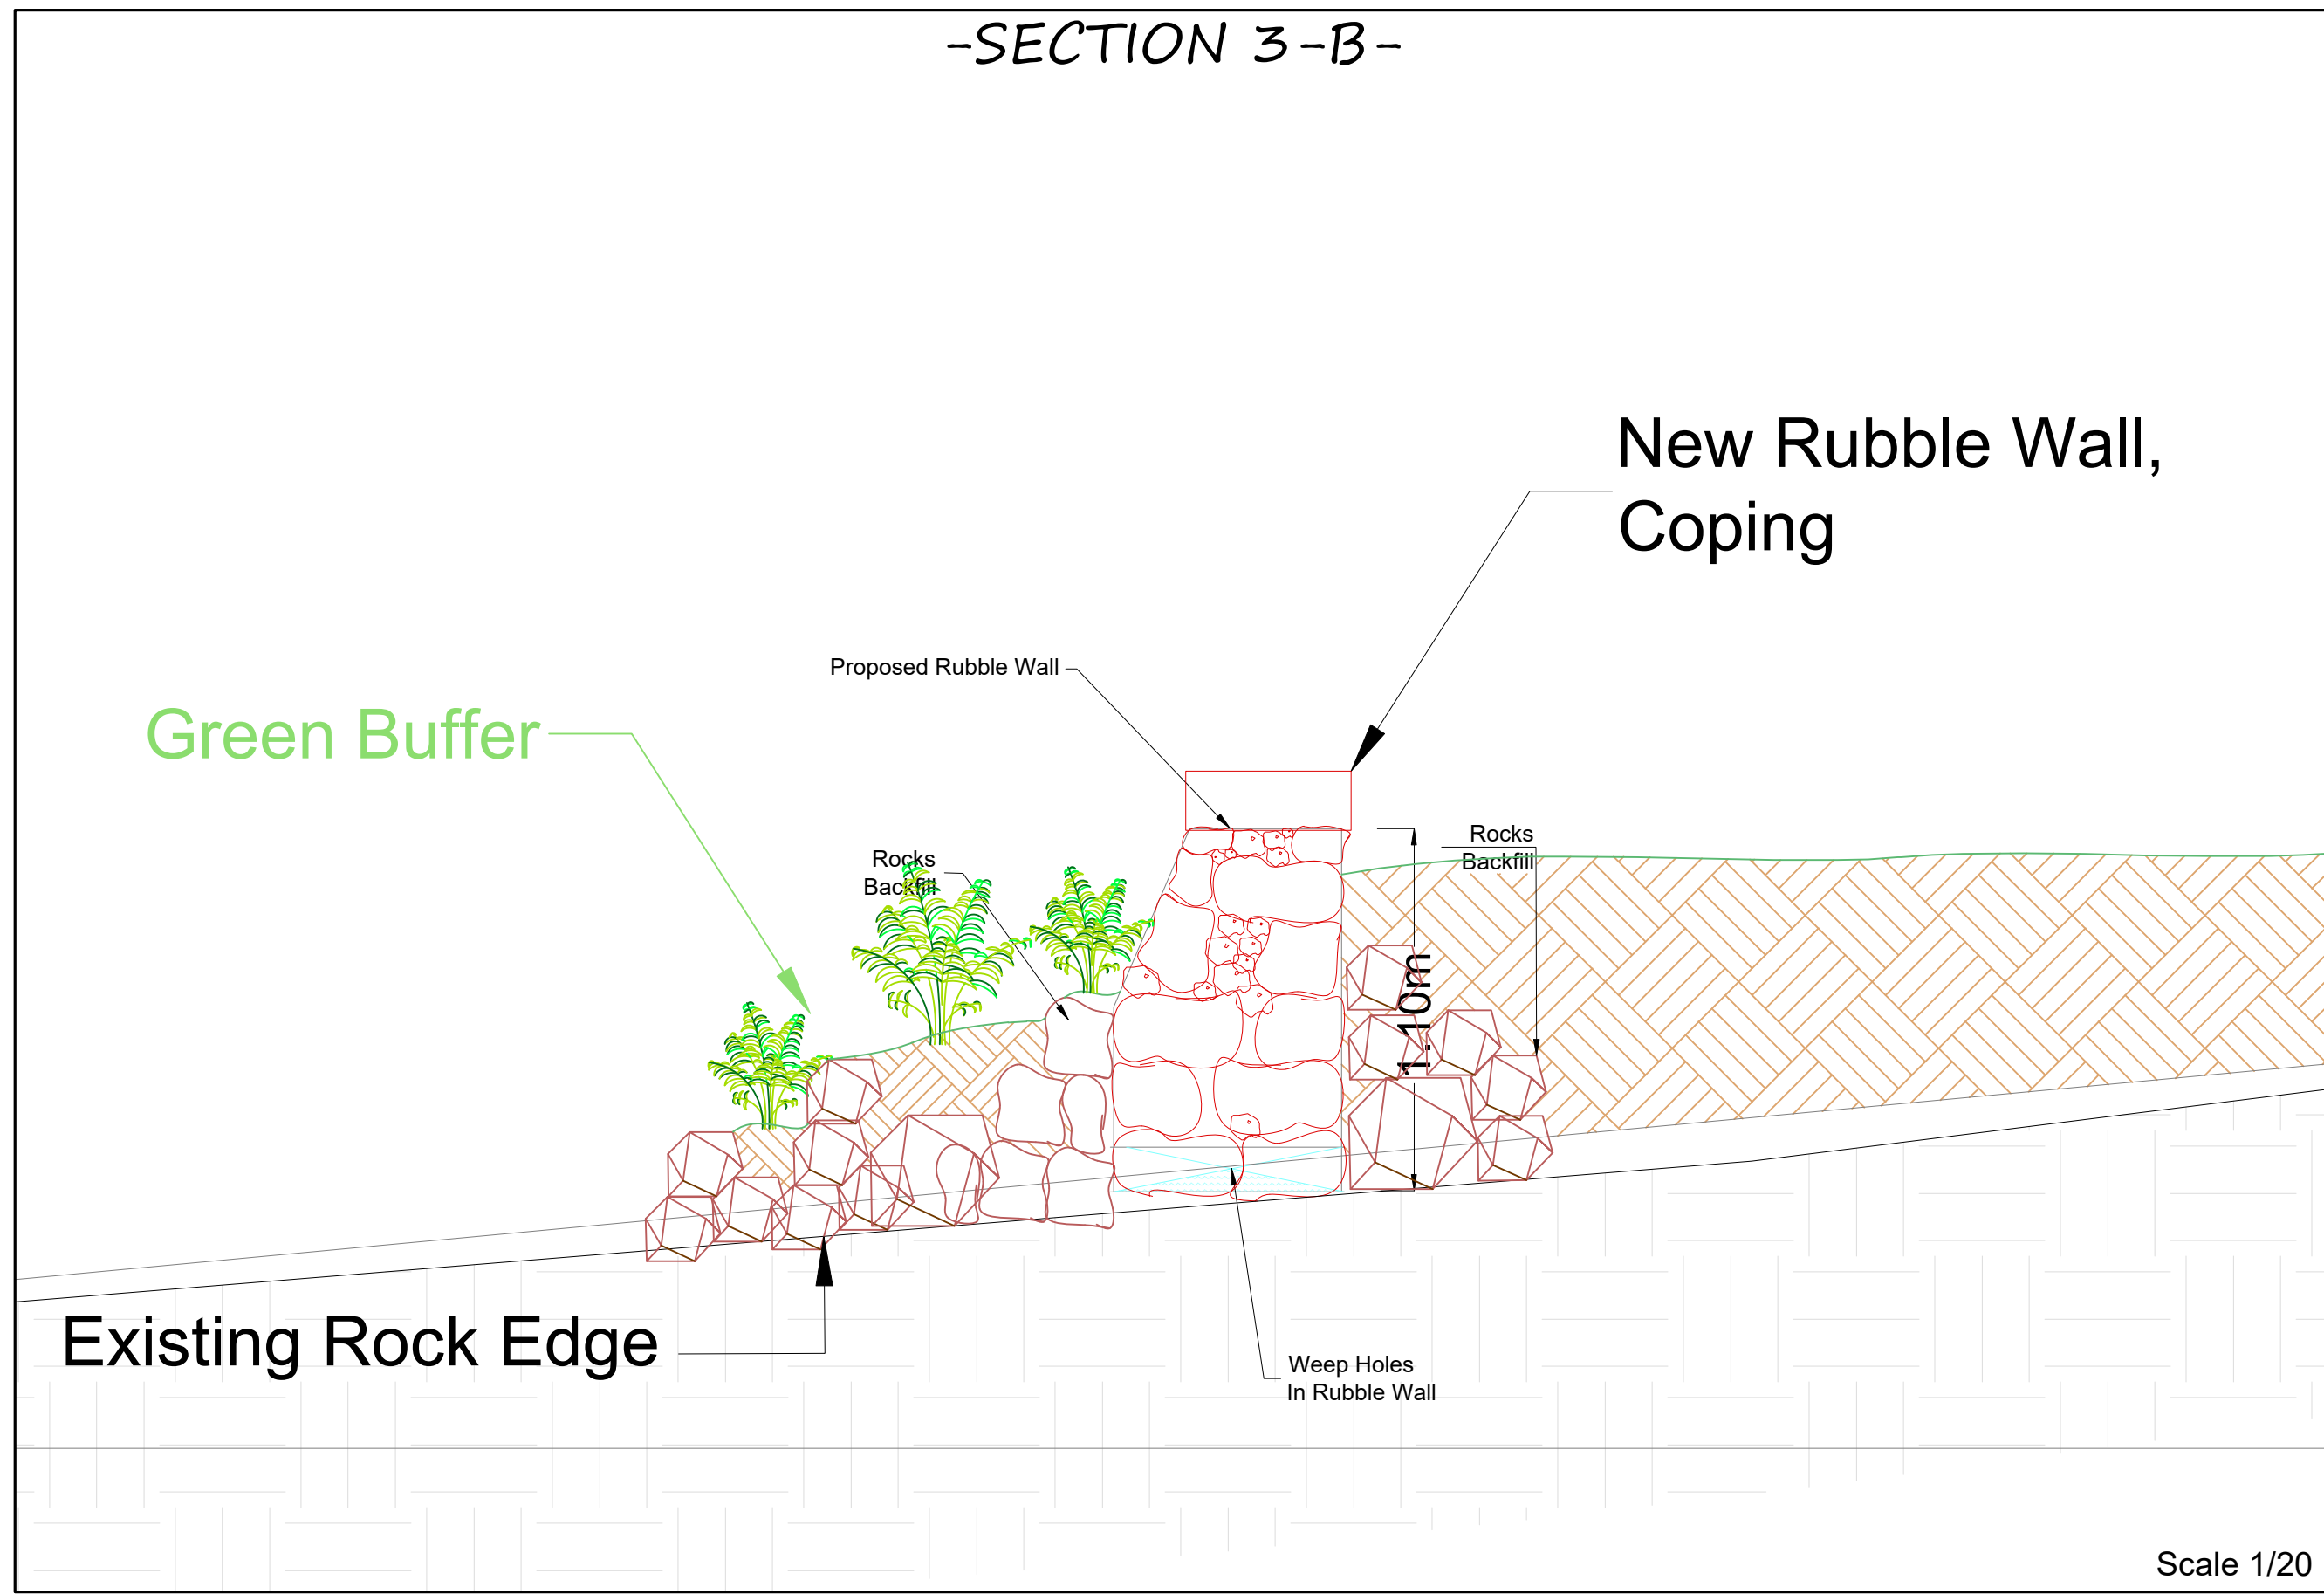 -SECTION 3-B-
New Rubble Wall,
Coping
Proposed Rubble Wall
Green Buffer
Rocks
Backfill
Rocks
Backfill
1.10m
Existing Rock Edge
Weep Holes
In Rubble Wall
Scale 1/20